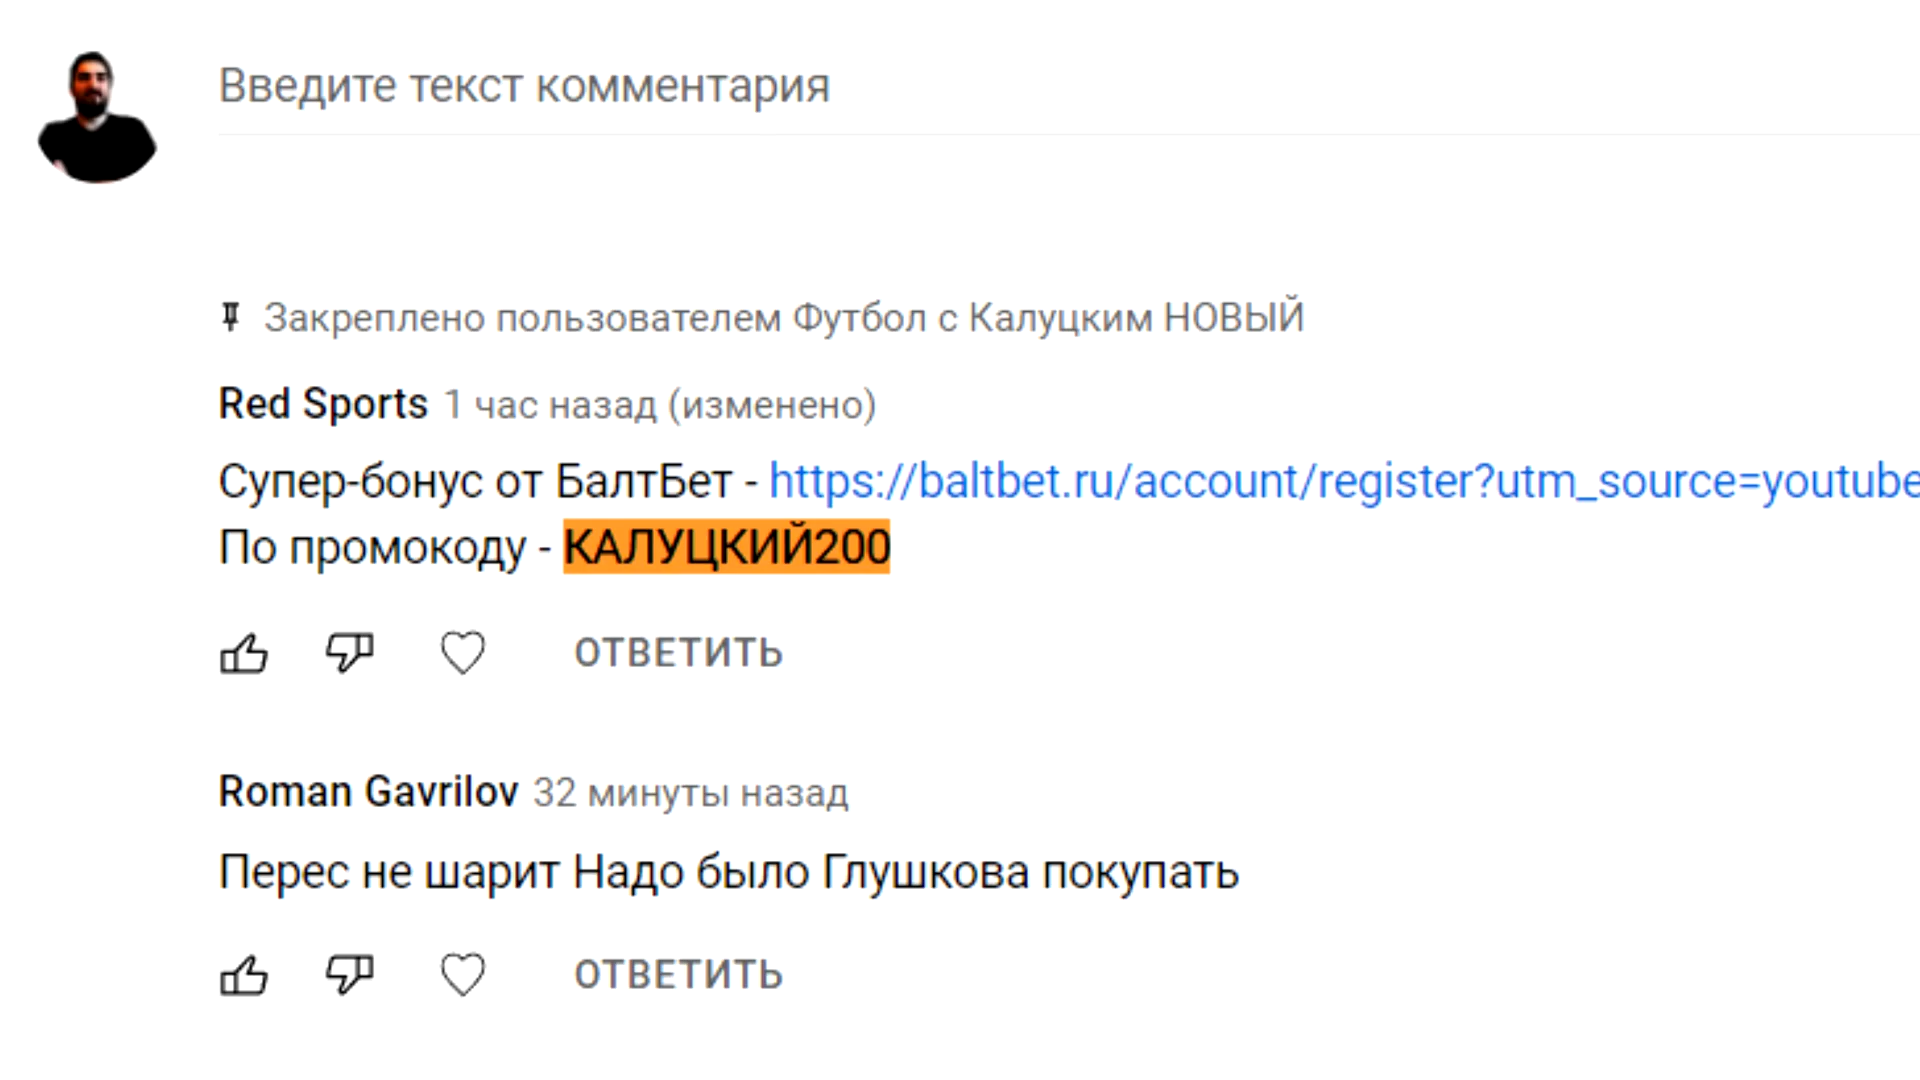 Введите текст комментария
Закреплено пользователем Футбол с Калуцким НОВЫЙ
Red Sports 1 час назад (изменено)
Супер-бонус от БалтБет - https://baltbet.ru/account/register?utm_source=youtube
По промокоду - КАЛУЦКИЙ200
ОТВЕТИТЬ
Roman Gavrilov 32 минуты назад
Перес не шарит Надо было Глушкова покупать
ОТВЕТИТЬ